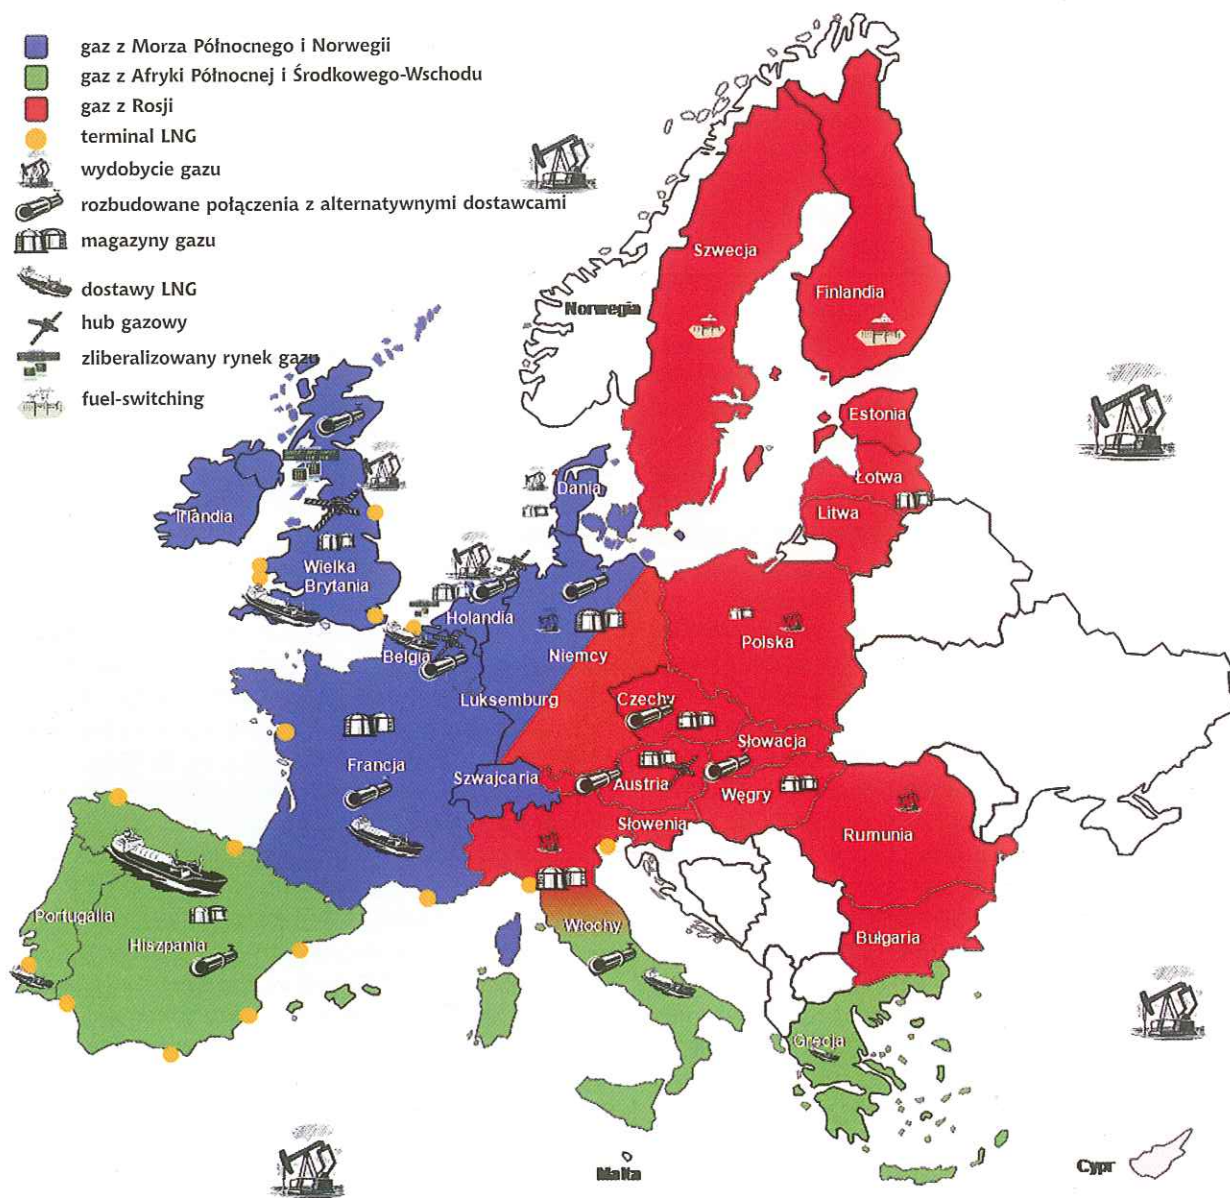 gaz z Morza Północnego i Norwegii
gaz z Afryki Północnej i Środkowego-Wschodu
gaz z Rosji
terminal LNG
wydobycie gazu
rozbudowane połączenia z alternatywnymi dostawcami
magazyny gazu
dostawy LNG
hub gazowy
zliberalizowany rynek gazu
fuel-switching
Szwecja
Finlandia
Norwegia
Estonia
Łotwa
Litwa
Dania
Irlandia
Wielka
Brytania
Holandia
Belgia
Niemcy
Polska
Luksemburg
Czechy
Słowacja
Francja
Szwajcaria
Austria
Węgry
Słowenia
Rumunia
Portugalia
Hiszpania
Włochy
Bułgaria
Grecja
Malta
Cypr